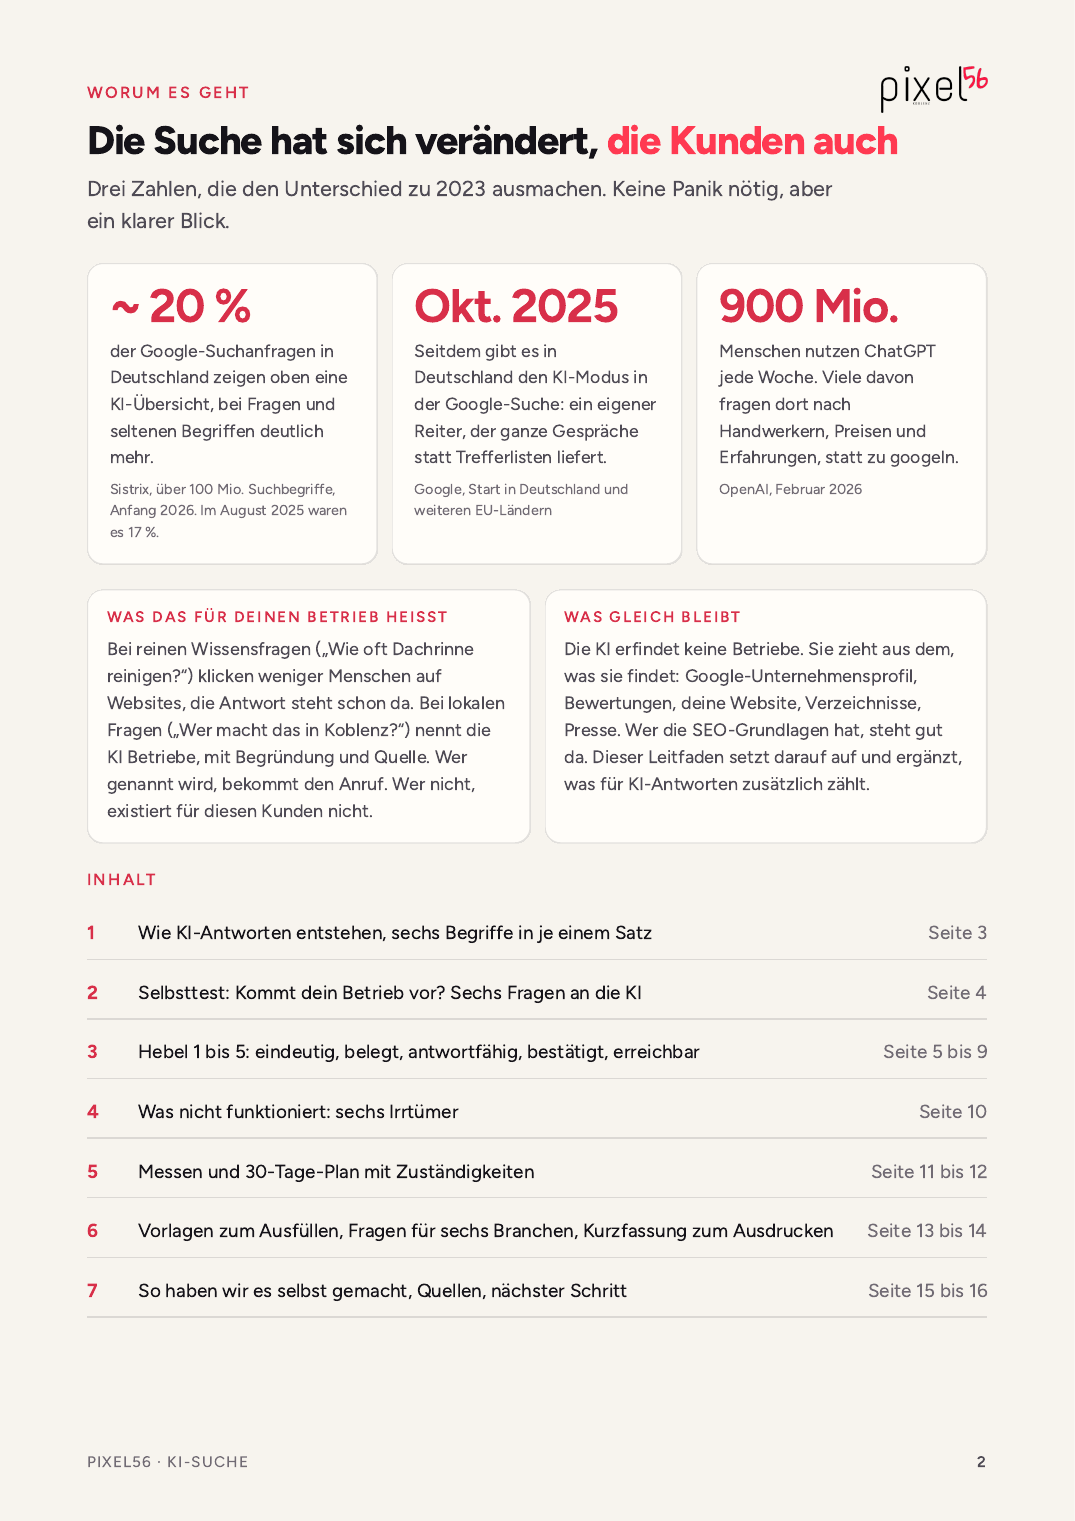 WORUM ES GEHT
pixel56
Die Suche hat sich verändert, die Kunden auch
Drei Zahlen, die den Unterschied zu 2023 ausmachen. Keine Panik nötig, aber
ein klarer Blick.
~ 20 %
der Google-Suchanfragen in
Deutschland zeigen oben eine
KI-Übersicht, bei Fragen und
seltenen Begriffen deutlich
mehr.
Sistrix, über 100 Mio. Suchbegriffe,
Anfang 2026. Im August 2025 waren
es 17 %.
Okt. 2025
Seitdem gibt es in
Deutschland den KI-Modus in
der Google-Suche: ein eigener
Reiter, der ganze Gespräche
statt Trefferlisten liefert.
Google, Start in Deutschland und
weiteren EU-Ländern
900 Mio.
Menschen nutzen ChatGPT
jede Woche. Viele davon
fragen dort nach
Handwerkern, Preisen und
Erfahrungen, statt zu googeln.
OpenAI, Februar 2026
WAS DAS FÜR DEINEN BETRIEB HEISST
Bei reinen Wissensfragen („Wie oft Dachrinne
reinigen?“) klicken weniger Menschen auf
Websites, die Antwort steht schon da. Bei lokalen
Fragen („Wer macht das in Koblenz?“) nennt die
KI Betriebe, mit Begründung und Quelle. Wer
genannt wird, bekommt den Anruf. Wer nicht,
existiert für diesen Kunden nicht.
WAS GLEICH BLEIBT
Die KI erfindet keine Betriebe. Sie zieht aus dem,
was sie findet: Google-Unternehmensprofil,
Bewertungen, deine Website, Verzeichnisse,
Presse. Wer die SEO-Grundlagen hat, steht gut
da. Dieser Leitfaden setzt darauf auf und ergänzt,
was für KI-Antworten zusätzlich zählt.
INHALT
1 Wie KI-Antworten entstehen, sechs Begriffe in je einem Satz Seite 3
2 Selbsttest: Kommt dein Betrieb vor? Sechs Fragen an die KI Seite 4
3 Hebel 1 bis 5: eindeutig, belegt, antwortfähig, bestätigt, erreichbar Seite 5 bis 9
4 Was nicht funktioniert: sechs Irrtümer Seite 10
5 Messen und 30-Tage-Plan mit Zuständigkeiten Seite 11 bis 12
6 Vorlagen zum Ausfüllen, Fragen für sechs Branchen, Kurzfassung zum Ausdrucken Seite 13 bis 14
7 So haben wir es selbst gemacht, Quellen, nächster Schritt Seite 15 bis 16
PIXEL56 · KI-SUCHE
2